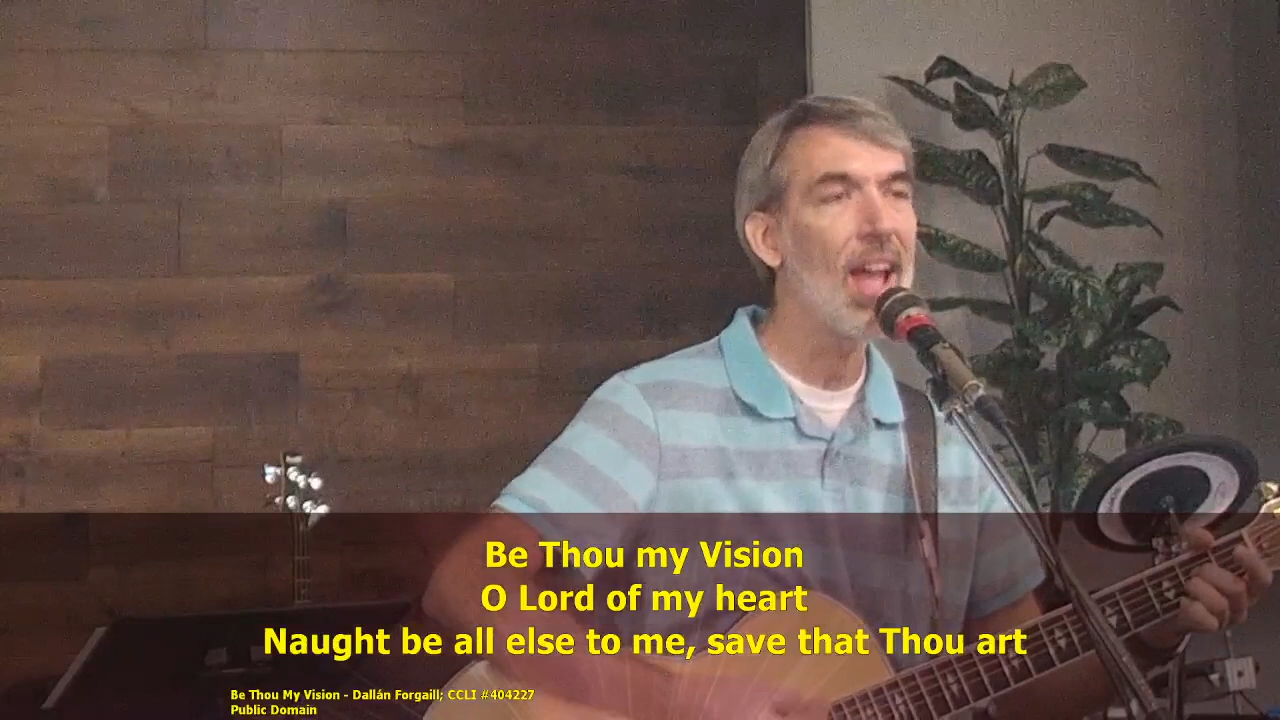 Be Thou my Vision
O Lord of my heart
Naught be all else to me, save that Thou art
Be Thou My Vision - Dallán Forgaill; CCLI #404227
Public Domain